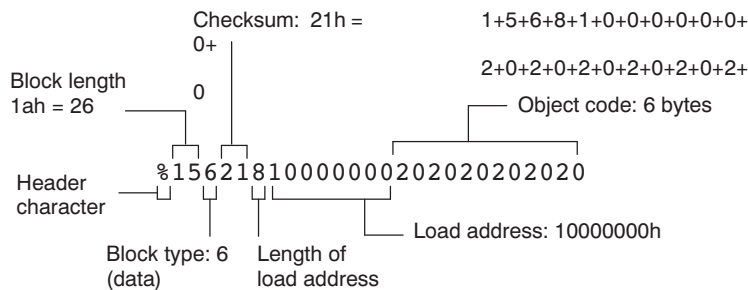 Checksum: 21h = 1+5+6+8+1+0+0+0+0+0+0+
0+ 2+0+2+0+2+0+2+0+2+0+2+
0
Block length
1ah = 26
Object code: 6 bytes
%15621810000000202020202020
Header
character
Load address: 10000000h
Block type: 6
(data)
Length of
load address